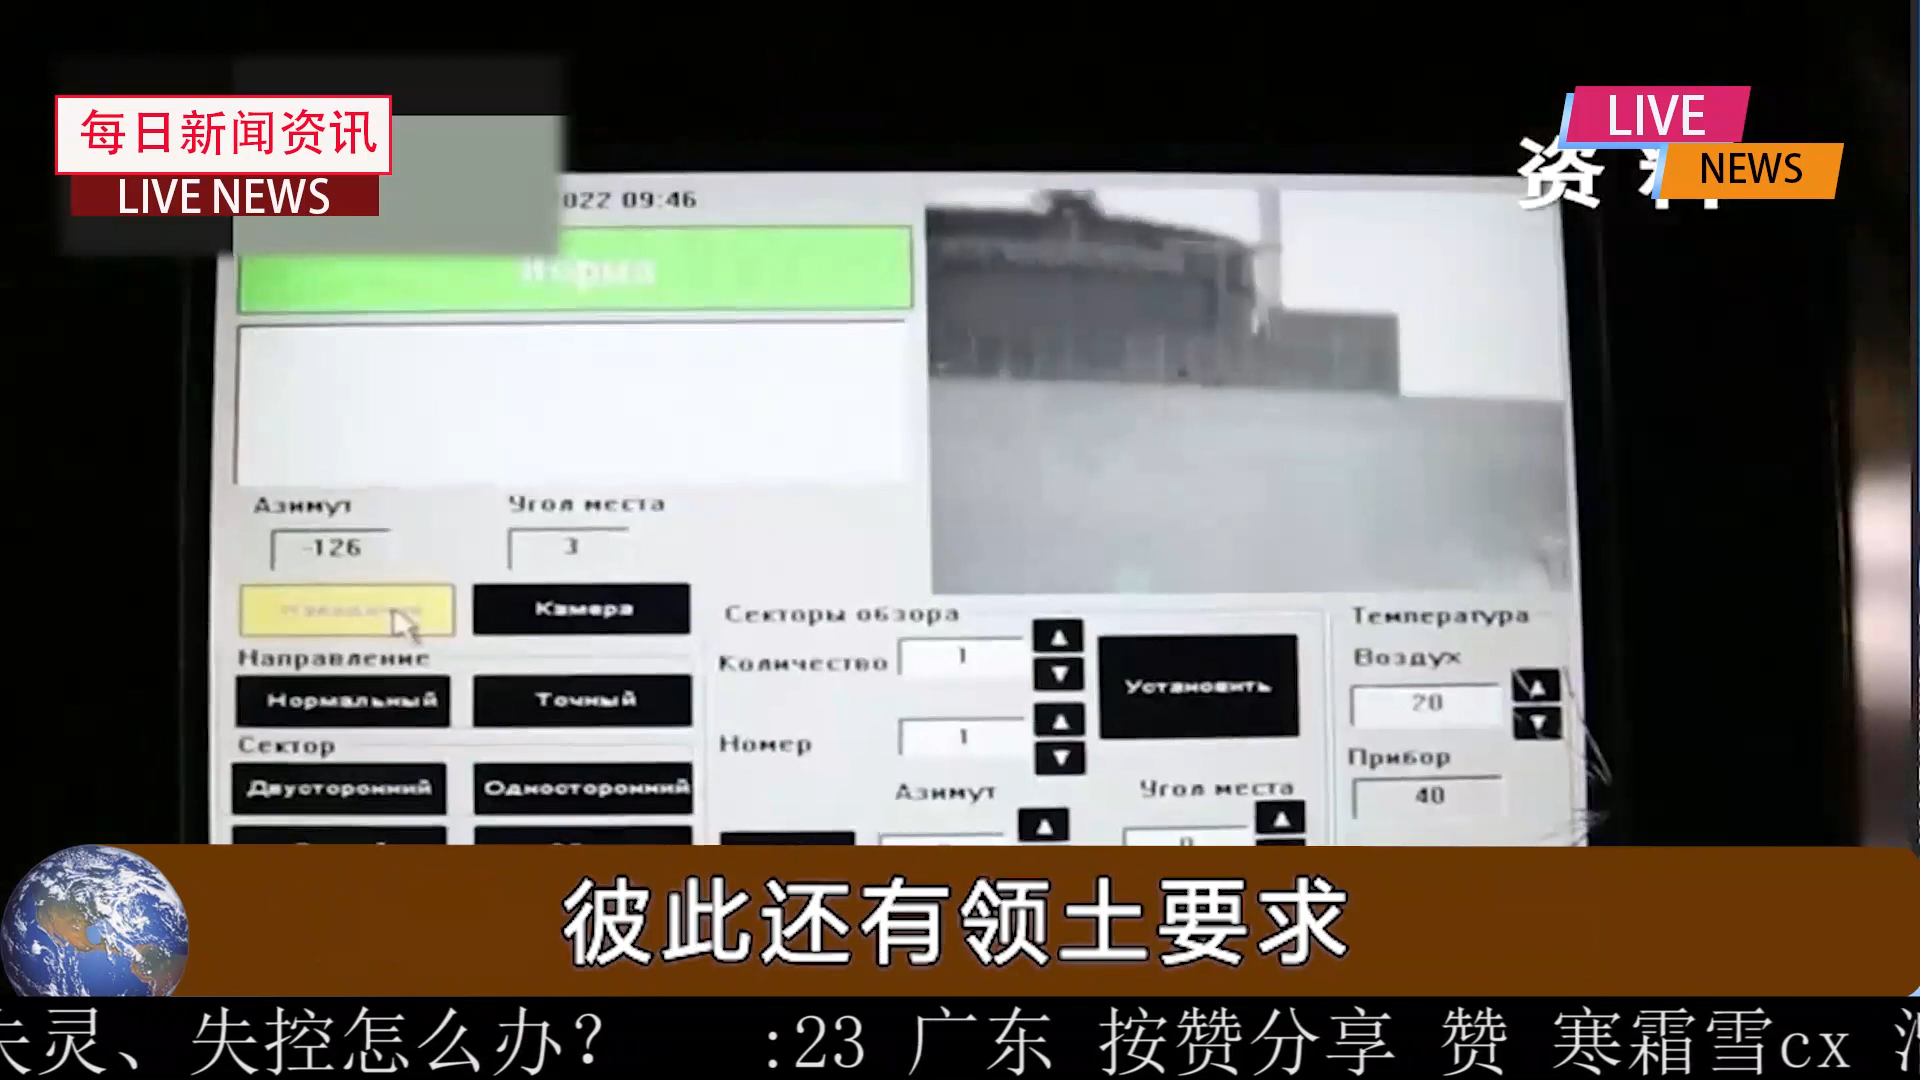 每日新闻资讯
LIVE NEWS
LIVE
NEWS
资
022 09:46
Норма
Азимут
Угол места
-126
3
Камера
Направление
Нормальный
Точный
Сектор
Двусторонний
Односторонний
Секторы обзора
Количество
1
Установить
Номер
1
Азимут
Угол места
Температура
Воздух
20
Прибор
40
彼此还有领土要求
失灵、失控怎么办？ :23 广东 按赞分享 赞 寒霜雪cx